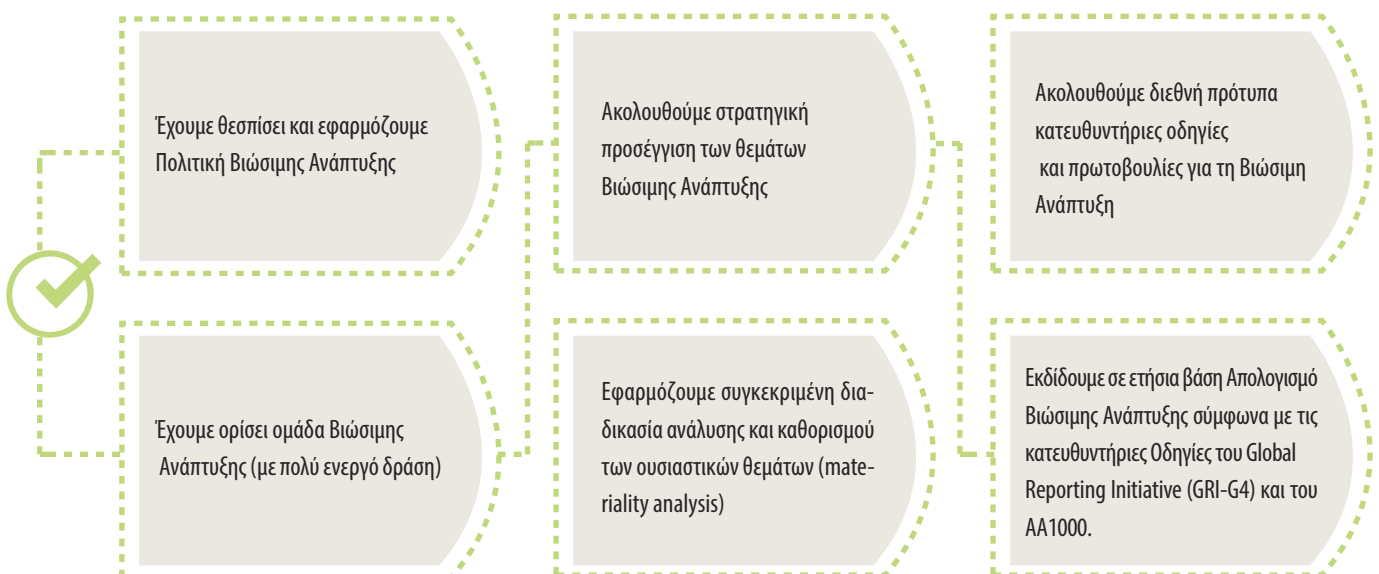 Έχουμε θεσπίσει και εφαρμόζουμε
Πολιτική Βιώσιμης Ανάπτυξης
Έχουμε ορίσει ομάδα Βιώσιμης
Ανάπτυξης (με πολύ ενεργό δράση)
Ακολουθούμε στρατηγική
προσέγγιση των θεμάτων
Βιώσιμης Ανάπτυξης
Εφαρμόζουμε συγκεκριμένη δια-
δικασία ανάλυσης και καθορισμού
των ουσιαστικών θεμάτων (mate-
riality analysis)
Ακολουθούμε διεθνή πρότυπα
κατευθυντήριες οδηγίες
και πρωτοβουλίες για τη Βιώσιμη
Ανάπτυξη
Εκδίδουμε σε ετήσια βάση Απολογισμό
Βιώσιμης Ανάπτυξης σύμφωνα με τις
κατευθυντήριες Οδηγίες του Global
Reporting Initiative (GRI-G4) και του
AA1000.